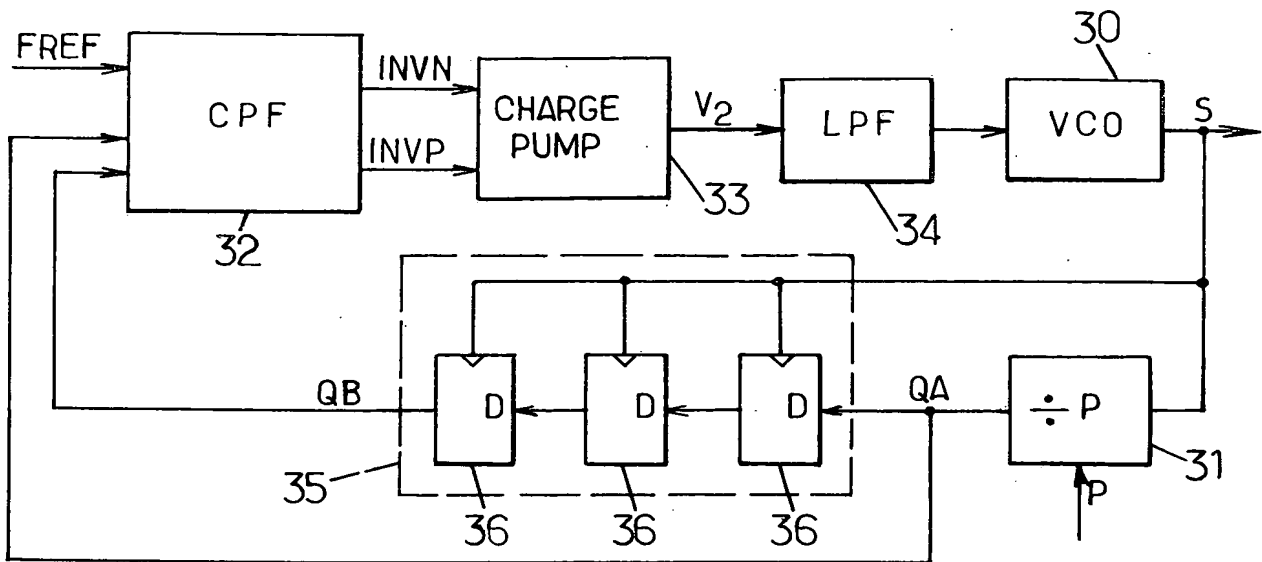 FREF
CPF
32
INVN
INVP
CHARGE
PUMP
33
V2
LPF
34
30
VCO
S
QB
D
D
D
QA
÷ P
31
P
35
36
36
36